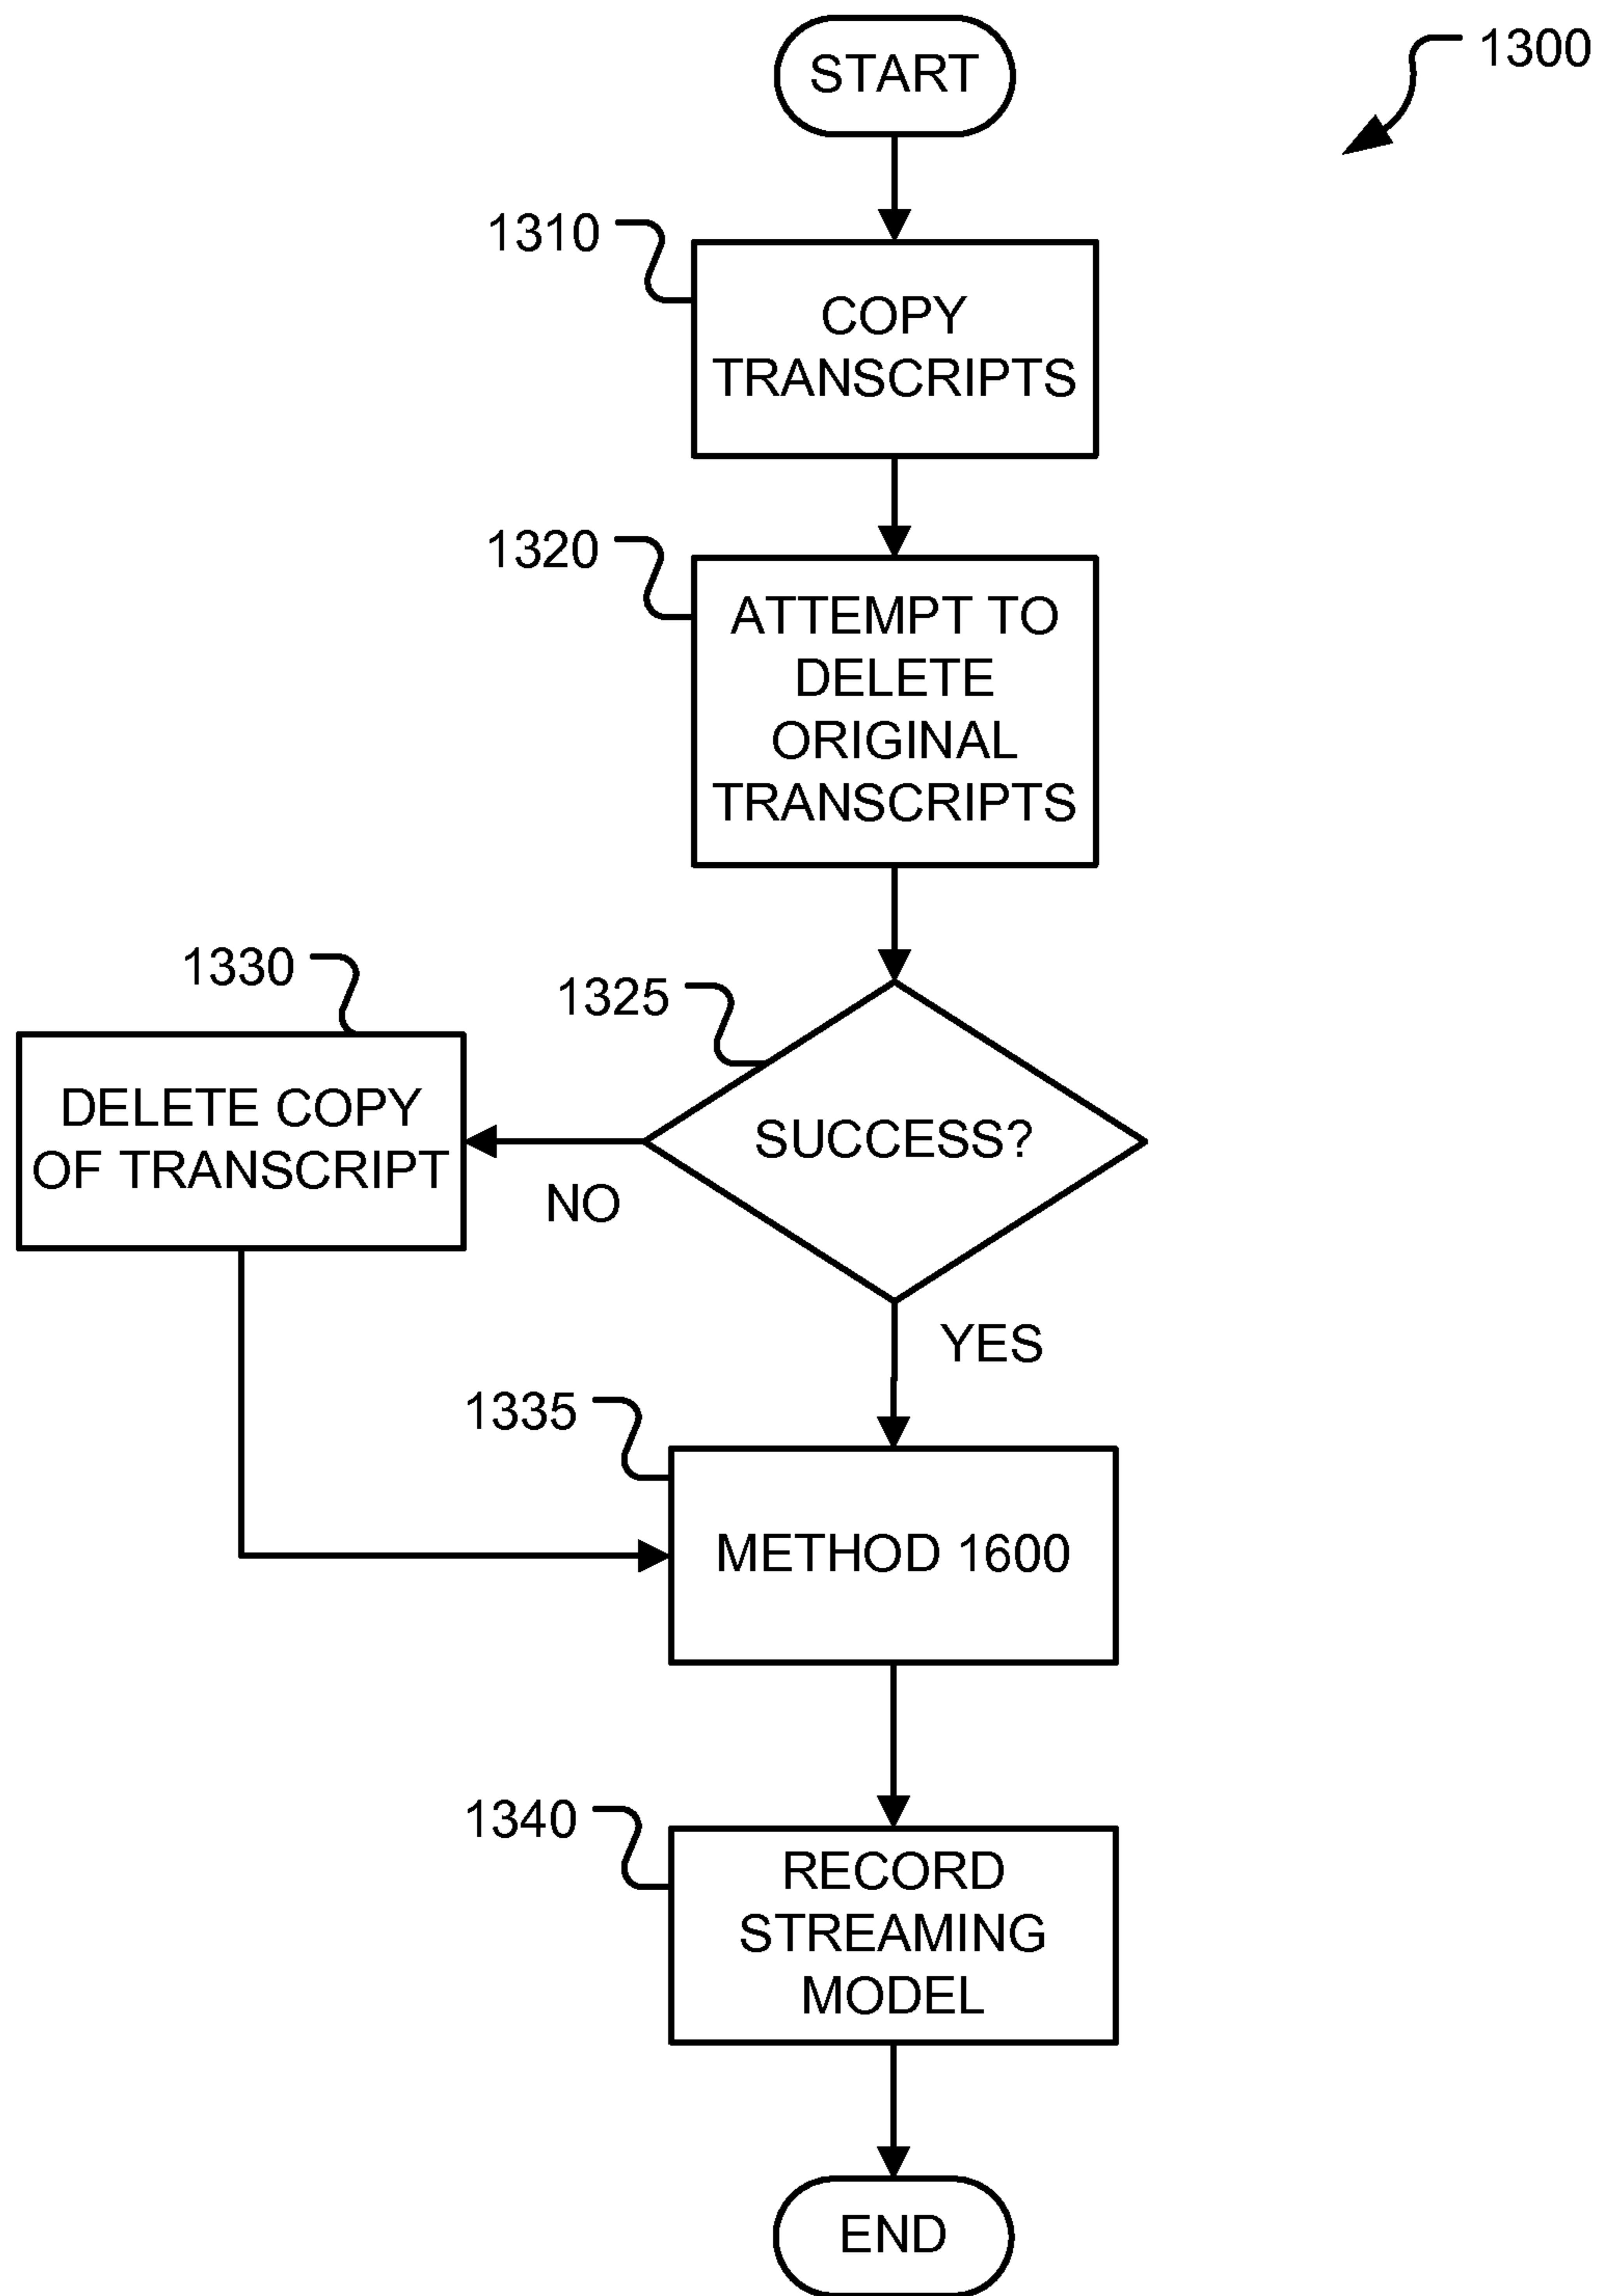 START
1300
1310
COPY
TRANSCRIPTS
1320
ATTEMPT TO
DELETE
ORIGINAL
TRANSCRIPTS
1330
1325
DELETE COPY
OF TRANSCRIPT
SUCCESS?
NO
YES
1335
METHOD 1600
1340
RECORD
STREAMING
MODEL
END